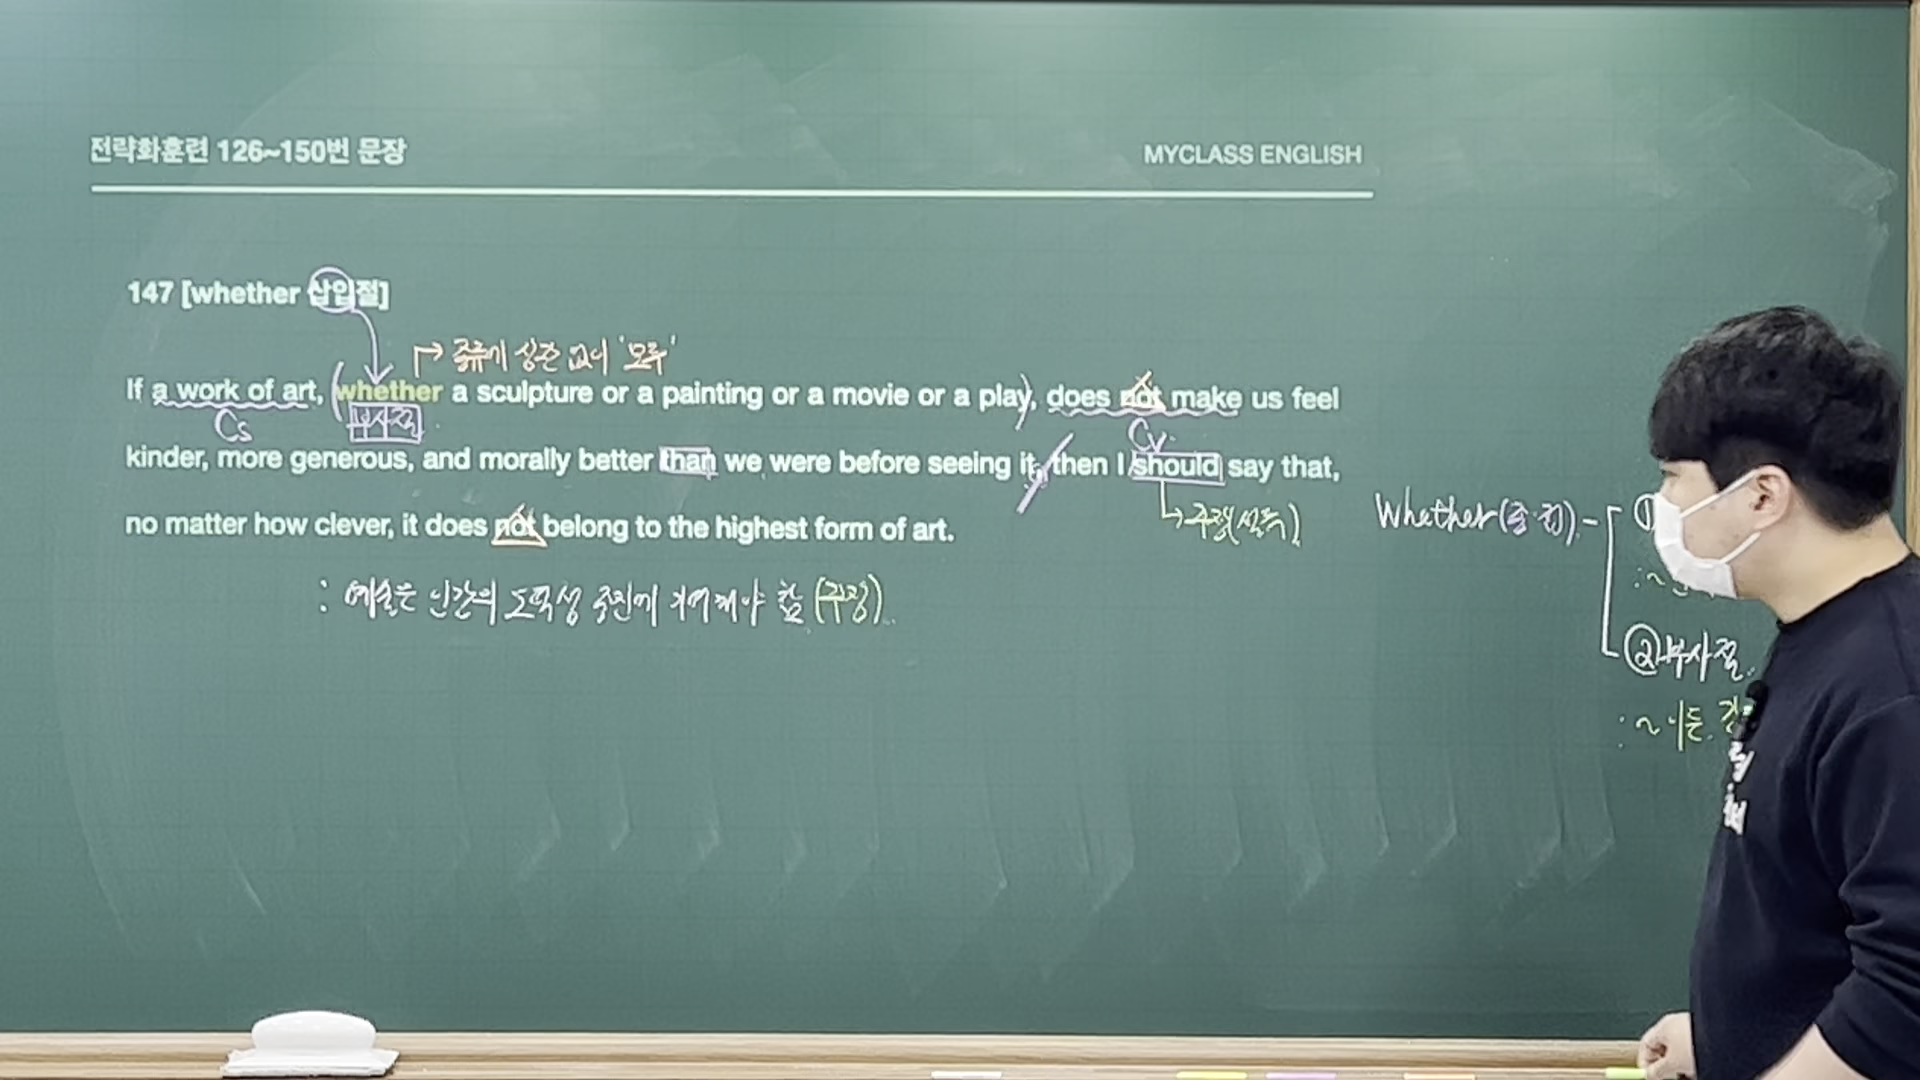 전략화훈련 126~150번 문장
MYCLASS ENGLISH
147 [whether 삽입절]
종류에 상관 없이 '모두'
If a work of art, (whether a sculpture or a painting or a movie or a play), does not make us feel
Cs 부사절 Cv
kinder, more generous, and morally better than we were before seeing it, then I should say that,
주장(선택)
no matter how clever, it does not belong to the highest form of art.
: 예술은 인간의 도덕성 증진에 기여해야 함 (주장)
Whether(종·접) - ①
②부사절
: ~이든